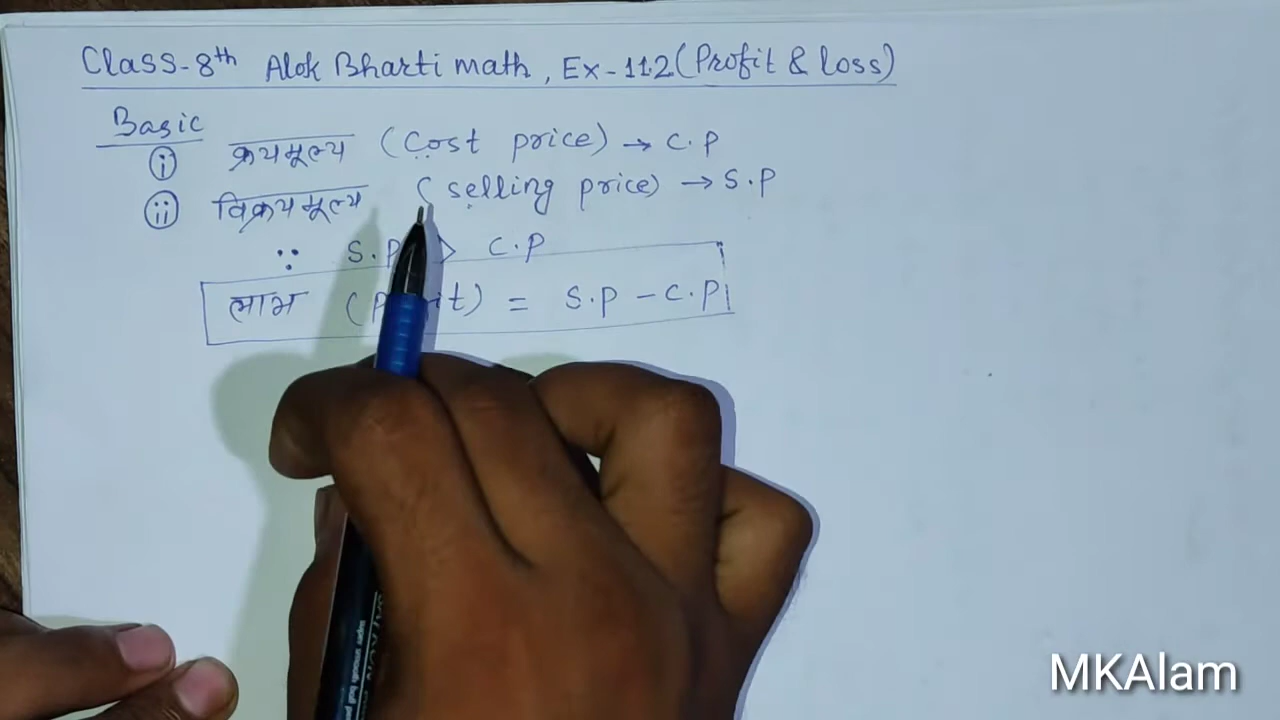 Class-8th Alok Bharti math, Ex-11.2 (Profit & loss)
Basic
(i) क्रयमूल्य (Cost price) → C.P
(ii) विक्रयमूल्य (selling price) → S.P
∵ S.P > C.P
लाभ ( = S.P - C.P
MKAlam